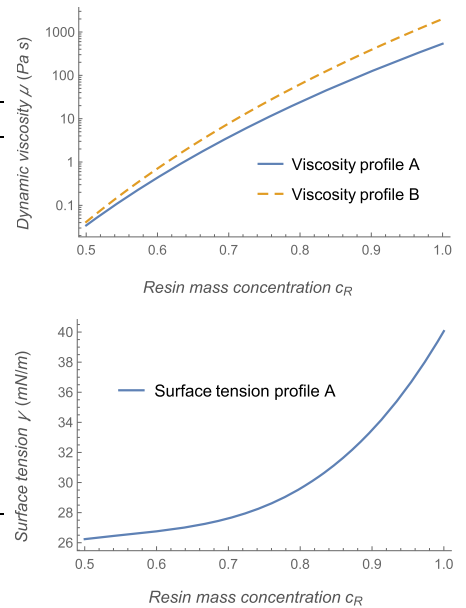 1000
100
10
1
0.1
Dynamic viscosity μ (Pa s)
Viscosity profile A
Viscosity profile B
0.5 0.6 0.7 0.8 0.9 1.0
Resin mass concentration cR
40
38
36
34
32
30
28
26
Surface tension γ (mN/m)
Surface tension profile A
0.5 0.6 0.7 0.8 0.9 1.0
Resin mass concentration cR